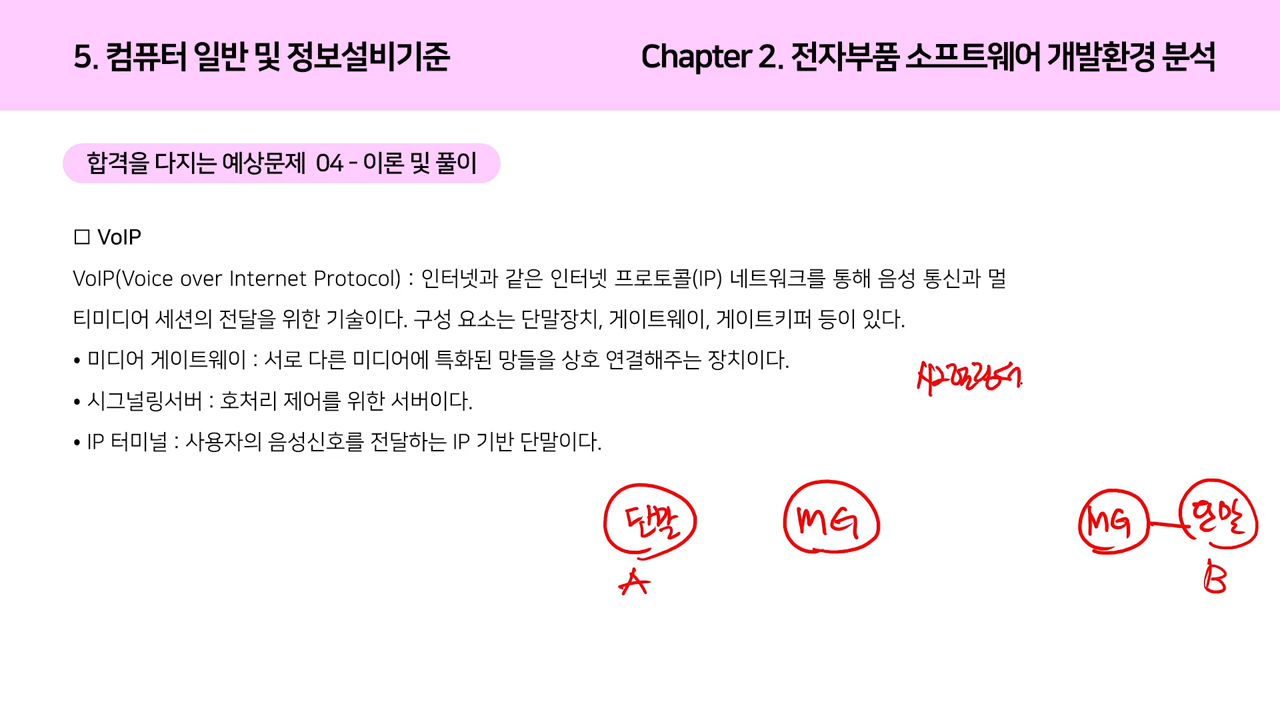 5. 컴퓨터 일반 및 정보설비기준
Chapter 2. 전자부품 소프트웨어 개발환경 분석
합격을 다지는 예상문제 04 - 이론 및 풀이
□ VoIP
VoIP(Voice over Internet Protocol) : 인터넷과 같은 인터넷 프로토콜(IP) 네트워크를 통해 음성 통신과 멀
티미디어 세션의 전달을 위한 기술이다. 구성 요소는 단말장치, 게이트웨이, 게이트키퍼 등이 있다.
• 미디어 게이트웨이 : 서로 다른 미디어에 특화된 망들을 상호 연결해주는 장치이다.
• 시그널링서버 : 호처리 제어를 위한 서버이다.
• IP 터미널 : 사용자의 음성신호를 전달하는 IP 기반 단말이다.
단말 MG MG 단말
A B